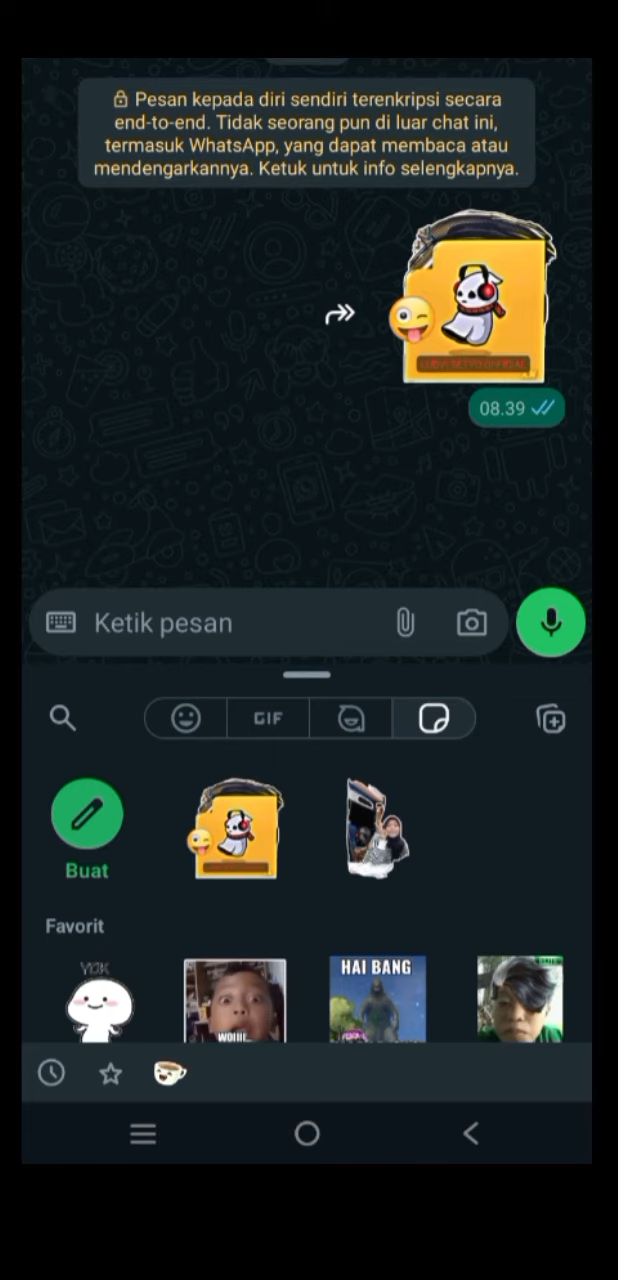 Pesan kepada diri sendiri terenkripsi secara
end-to-end. Tidak seorang pun di luar chat ini,
termasuk WhatsApp, yang dapat membaca atau
mendengarkannya. Ketuk untuk info selengkapnya.
08.39
Ketik pesan
GIF
Buat
Favorit
YOK
WOIII...
HAI BANG